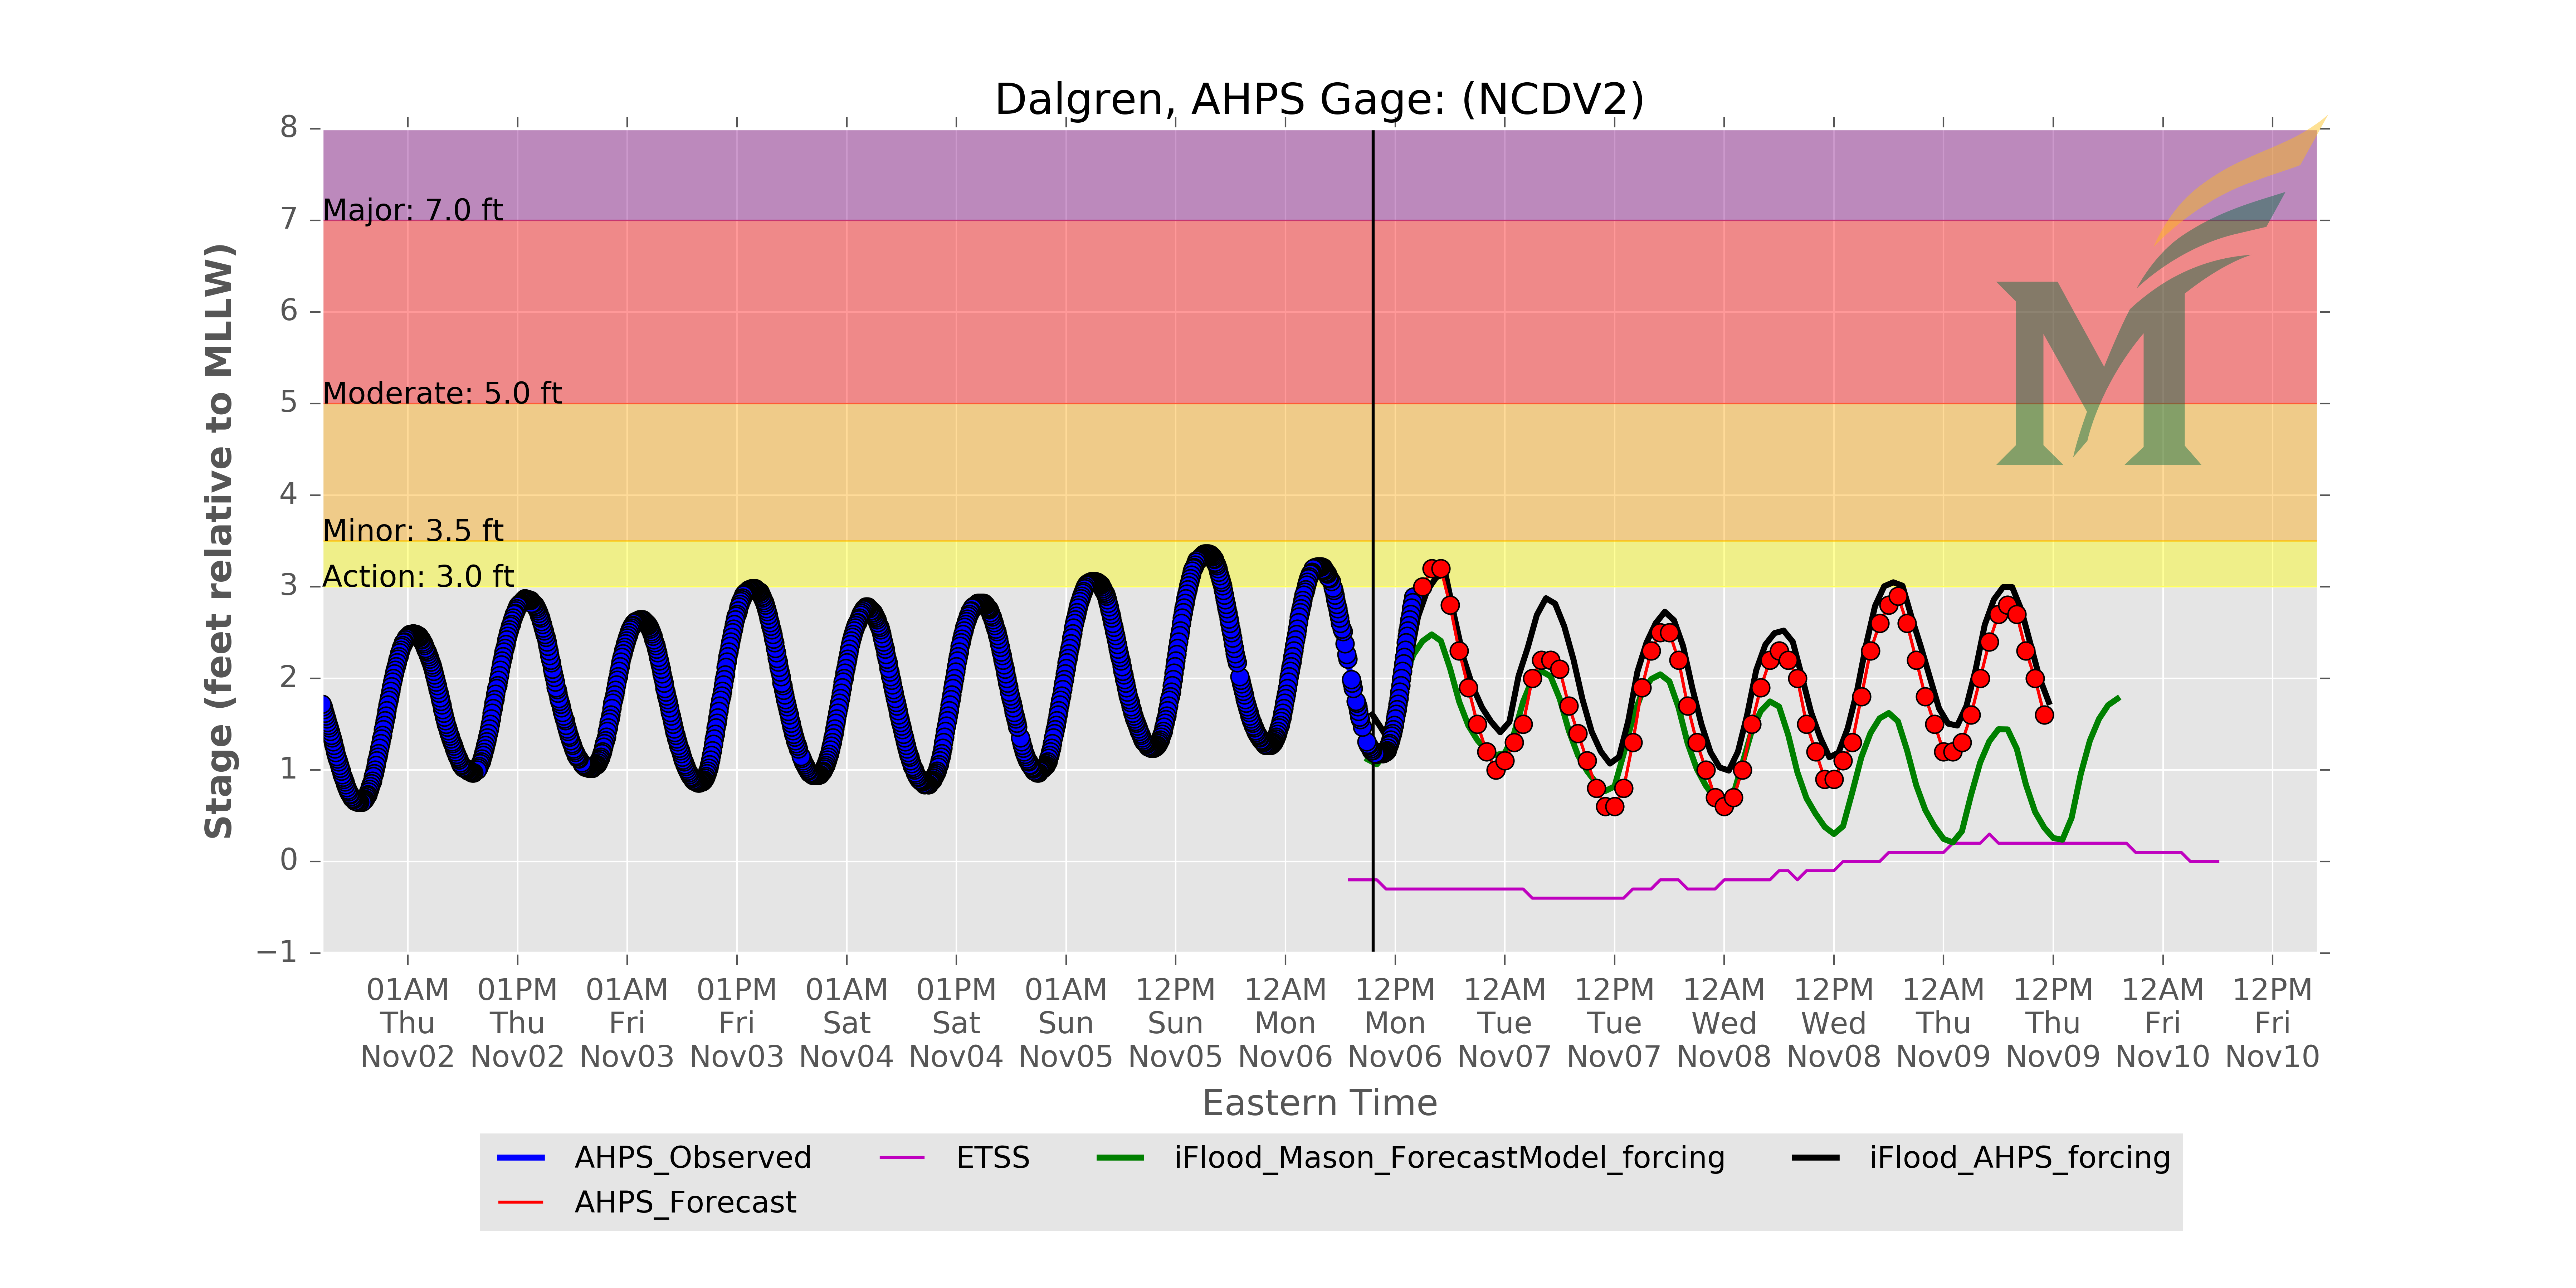 Dalgren, AHPS Gage: (NCDV2)
Stage (feet relative to MLLW)
8
7
6
5
4
3
2
1
0
−1
Major: 7.0 ft
Moderate: 5.0 ft
Minor: 3.5 ft
Action: 3.0 ft
M
01AM 01PM 01AM 01PM 01AM 01PM 01AM 12PM 12AM 12PM 12AM 12PM 12AM 12PM 12AM 12PM 12AM 12PM
Thu Thu Fri Fri Sat Sat Sun Sun Mon Mon Tue Tue Wed Wed Thu Thu Fri Fri
Nov02 Nov02 Nov03 Nov03 Nov04 Nov04 Nov05 Nov05 Nov06 Nov06 Nov07 Nov07 Nov08 Nov08 Nov09 Nov09 Nov10 Nov10
Eastern Time
AHPS_Observed ETSS iFlood_Mason_ForecastModel_forcing iFlood_AHPS_forcing
AHPS_Forecast